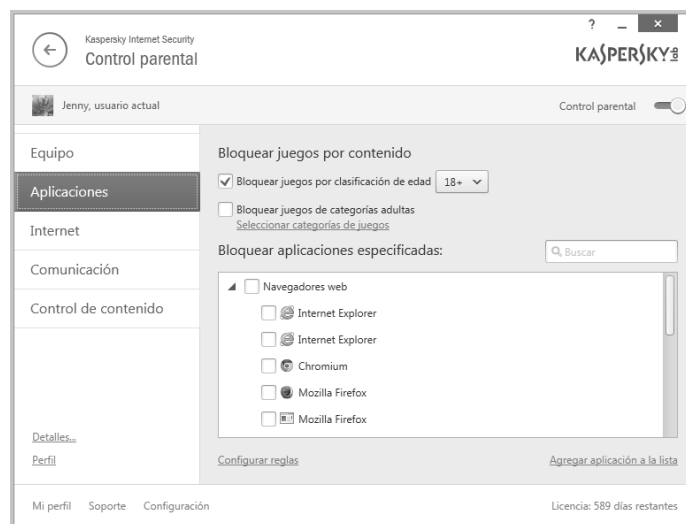 ?
Kaspersky Internet Security
Control parental
KASPERSKY lab
Jenny, usuario actual
Control parental
Equipo
Aplicaciones
Internet
Comunicación
Control de contenido
Detalles...
Perfil
Bloquear juegos por contenido
Bloquear juegos por clasificación de edad 18+
Bloquear juegos de categorías adultas
Seleccionar categorías de juegos
Bloquear aplicaciones especificadas:
Buscar
Navegadores web
Internet Explorer
Internet Explorer
Chromium
Mozilla Firefox
Mozilla Firefox
Configurar reglas
Agregar aplicación a la lista
Mi perfil Soporte Configuración
Licencia: 589 días restantes